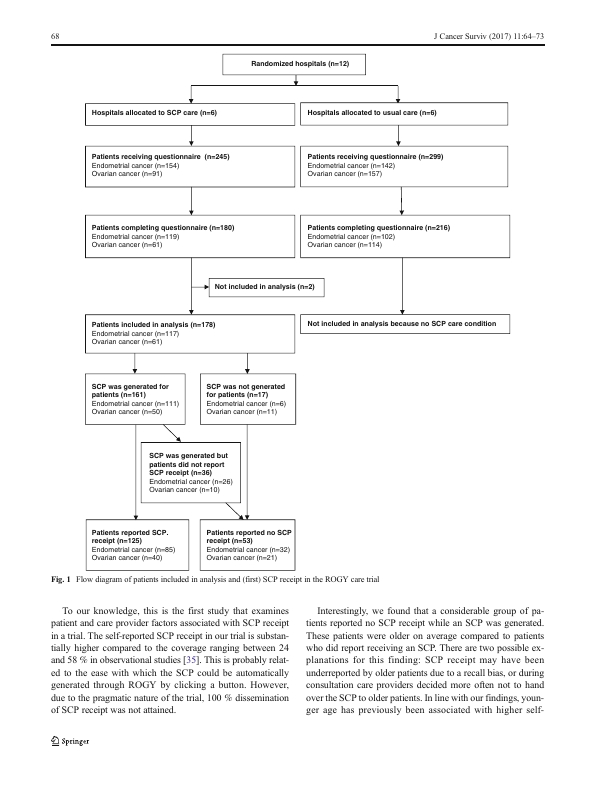 68
J Cancer Surviv (2017) 11:64–73
Randomized hospitals (n=12)
Hospitals allocated to SCP care (n=6)
Hospitals allocated to usual care (n=6)
Patients receiving questionnaire (n=245)
Endometrial cancer (n=154)
Ovarian cancer (n=91)
Patients receiving questionnaire (n=299)
Endometrial cancer (n=142)
Ovarian cancer (n=157)
Patients completing questionnaire (n=180)
Endometrial cancer (n=119)
Ovarian cancer (n=61)
Patients completing questionnaire (n=216)
Endometrial cancer (n=102)
Ovarian cancer (n=114)
Not included in analysis (n=2)
Patients included in analysis (n=178)
Endometrial cancer (n=117)
Ovarian cancer (n=61)
Not included in analysis because no SCP care condition
SCP was generated for
patients (n=161)
Endometrial cancer (n=111)
Ovarian cancer (n=50)
SCP was not generated
for patients (n=17)
Endometrial cancer (n=6)
Ovarian cancer (n=11)
SCP was generated but
patients did not report
SCP receipt (n=36)
Endometrial cancer (n=26)
Ovarian cancer (n=10)
Patients reported SCP.
receipt (n=125)
Endometrial cancer (n=85)
Ovarian cancer (n=40)
Patients reported no SCP
receipt (n=53)
Endometrial cancer (n=32)
Ovarian cancer (n=21)
Fig. 1 Flow diagram of patients included in analysis and (first) SCP receipt in the ROGY care trial
To our knowledge, this is the first study that examines
patient and care provider factors associated with SCP receipt
in a trial. The self-reported SCP receipt in our trial is substan-
tially higher compared to the coverage ranging between 24
and 58 % in observational studies [35]. This is probably relat-
ed to the ease with which the SCP could be automatically
generated through ROGY by clicking a button. However,
due to the pragmatic nature of the trial, 100 % dissemination
of SCP receipt was not attained.
Interestingly, we found that a considerable group of pa-
tients reported no SCP receipt while an SCP was generated.
These patients were older on average compared to patients
who did report receiving an SCP. There are two possible ex-
planations for this finding: SCP receipt may have been
underreported by older patients due to a recall bias, or during
consultation care providers decided more often not to hand
over the SCP to older patients. In line with our findings, youn-
ger age has previously been associated with higher self-
Springer